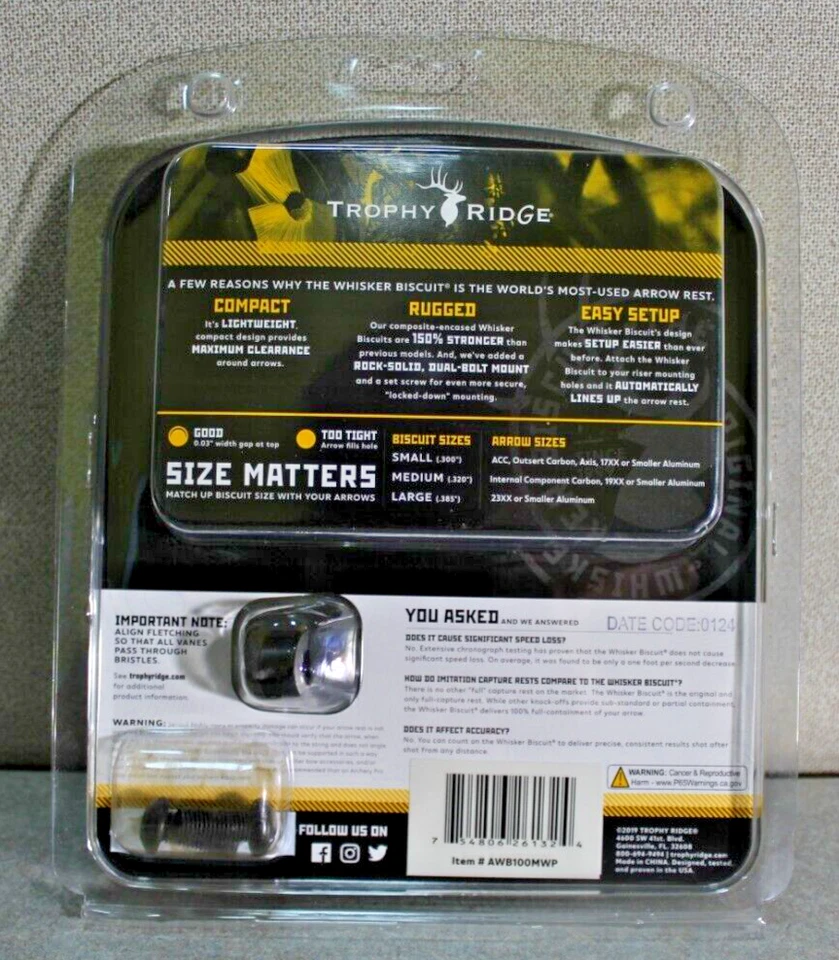 TROPHY RIDGE®
A FEW REASONS WHY THE WHISKER BISCUIT® IS THE WORLD'S MOST-USED ARROW REST.
COMPACT
It's LIGHTWEIGHT,
compact design provides
MAXIMUM CLEARANCE
around arrows.
RUGGED
Our composite-encased Whisker
Biscuits are 150% STRONGER than
previous models. And, we've added a
ROCK-SOLID, DUAL-BOLT MOUNT
and a set screw for even more secure,
"locked-down" mounting.
EASY SETUP
The Whisker Biscuit's design
makes SETUP EASIER than ever
before. Attach the Whisker
Biscuit to your riser mounting
holes and it AUTOMATICALLY
LINES UP the arrow rest.
GOOD
0.03" width gap at top
TOO TIGHT
Arrow fills hole
SIZE MATTERS
MATCH UP BISCUIT SIZE WITH YOUR ARROWS
BISCUIT SIZES
SMALL (.300")
MEDIUM (.320")
LARGE (.385")
ARROW SIZES
ACC, Outsert Carbon, Axis, 17XX or Smaller Aluminum
Internal Component Carbon, 19XX or Smaller Aluminum
23XX or Smaller Aluminum
ORIGINAL
WHISKER
IMPORTANT NOTE:
ALIGN FLETCHING
SO THAT ALL VANES
PASS THROUGH
BRISTLES.
See trophyridge.com
for additional
product information.
WARNING:
YOU ASKED AND WE ANSWERED
DATE CODE:0124
DOES IT CAUSE SIGNIFICANT SPEED LOSS?
No. Extensive chronograph testing has proven that the Whisker Biscuit® does not cause
significant speed loss. On average, it was found to be only a one foot per second decrease
HOW DO IMITATION CAPTURE RESTS COMPARE TO THE WHISKER BISCUIT®?
There is no other "full" capture rest on the market. The Whisker Biscuit® is the original and
only full-capture rest. While other knock-offs provide sub-standard or partial containment,
the Whisker Biscuit® delivers 100% full-containment of your arrow.
DOES IT AFFECT ACCURACY?
No. You can count on the Whisker Biscuit® to deliver precise, consistent results shot after
shot from any distance.
WARNING: Cancer & Reproductive
Harm - www.P65Warnings.ca.gov
FOLLOW US ON
7 54806 26132 4
Item # AWB100MWP
©2019 TROPHY RIDGE®
4600 SW 41st. Blvd.
Gainesville, FL. 32608
800-694-9494 | trophyridge.com
Made in CHINA. Designed, tested,
and proven in the USA.